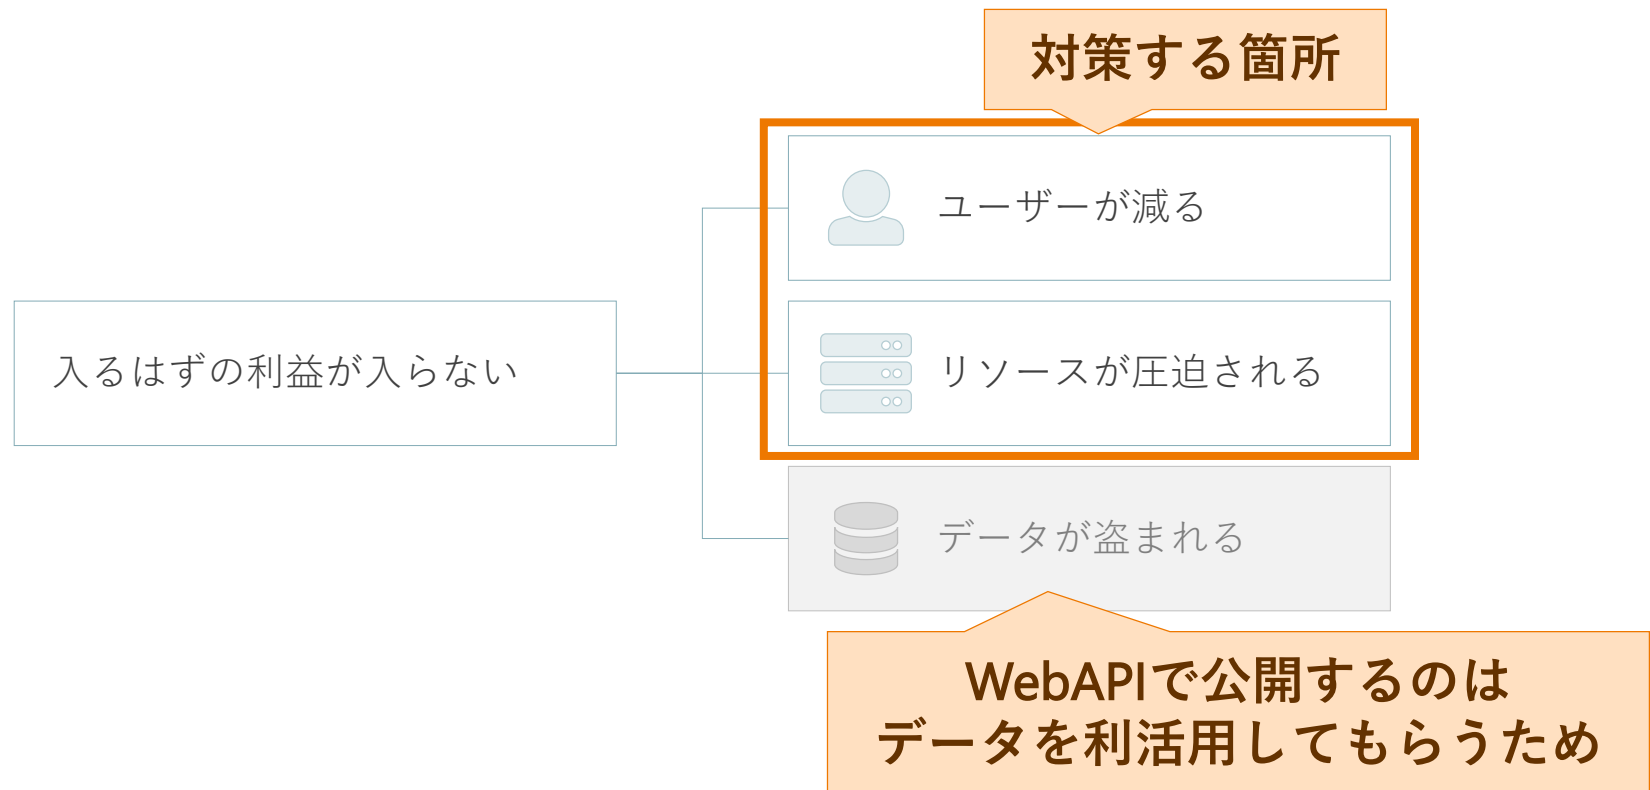 対策する箇所
ユーザーが減る
入るはずの利益が入らない
リソースが圧迫される
データが盗まれる
WebAPIで公開するのは
データを利活用してもらうため